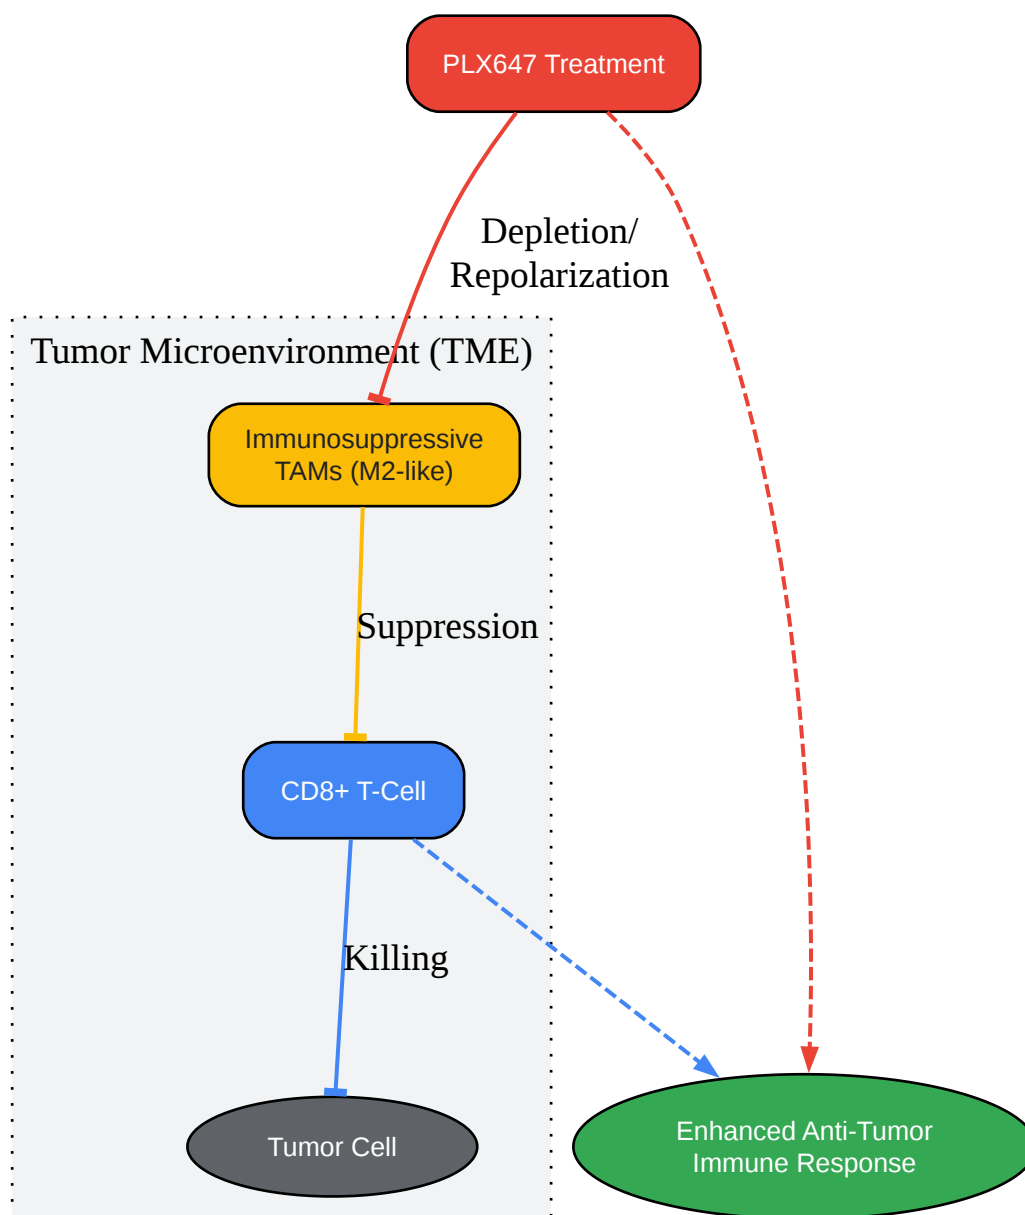 PLX647 Treatment
Depletion/
Repolarization
Tumor Microenvironment (TME)
Immunosuppressive
TAMs (M2-like)
Suppression
CD8+ T-Cell
Killing
Tumor Cell
Enhanced Anti-Tumor
Immune Response